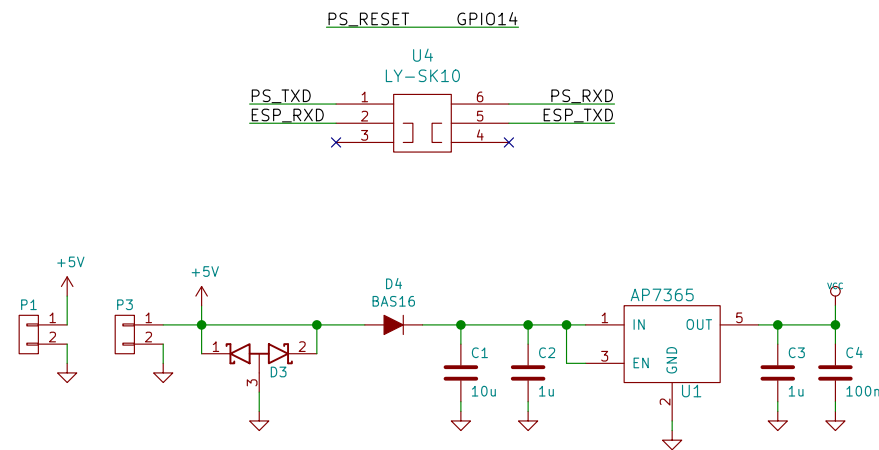 PS_RESET GPIO14
U4
LY-SK10
PS_TXD 1 6 PS_RXD
ESP_RXD 2 5 ESP_TXD
3 4
+5V
+5V
D4
BAS16
P1
1
2
P3
1
2
1 2
D3
3
C1
10u
C2
1u
AP7365
1 IN OUT 5
3 EN GND
2
U1
VCC
C3
1u
C4
100n